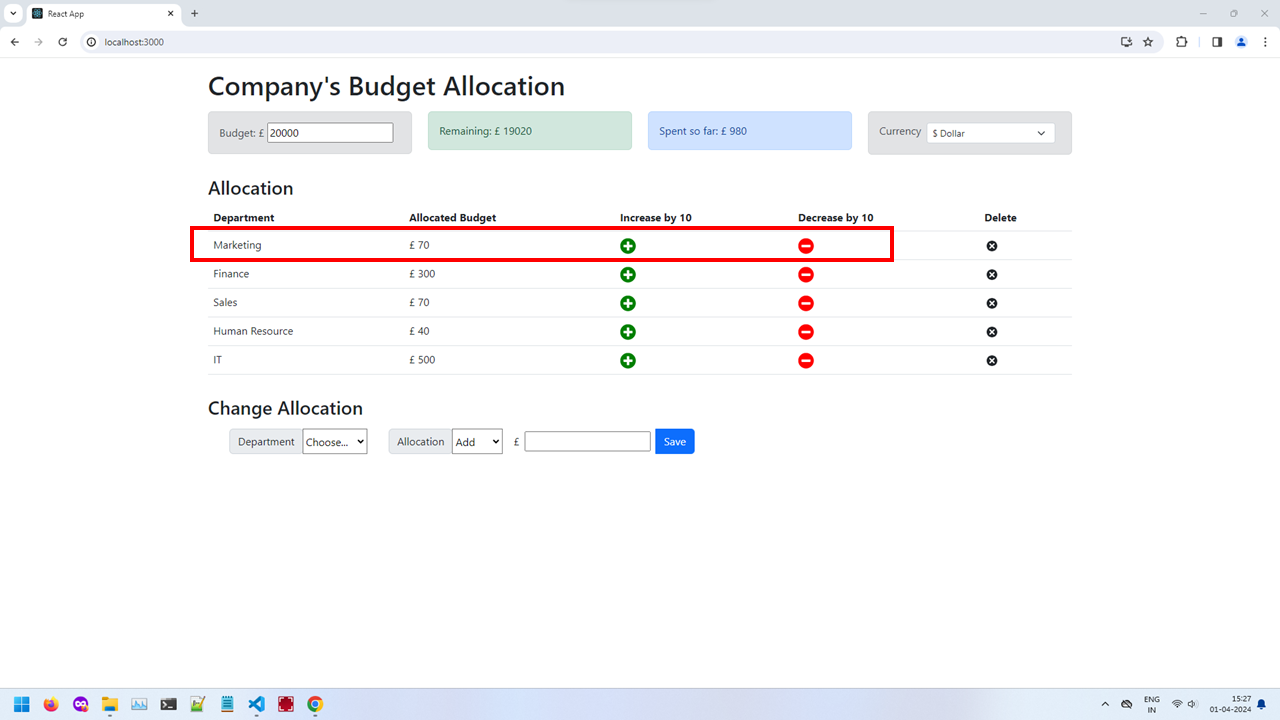 React App
localhost:3000
Company's Budget Allocation
Budget: £ 20000
Remaining: £ 19020
Spent so far: £ 980
Currency $ Dollar
Allocation
Department Allocated Budget Increase by 10 Decrease by 10 Delete
Marketing £ 70
Finance £ 300
Sales £ 70
Human Resource £ 40
IT £ 500
Change Allocation
Department Choose... Allocation Add £ Save
ENG 15:27
IN 01-04-2024